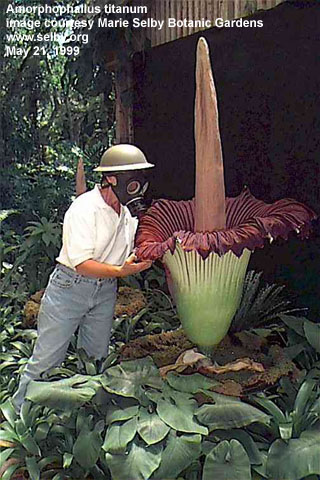 Amorphophallus titanum
image courtesy Marie Selby Botanic Gardens
www.selby.org
May 21, 1999